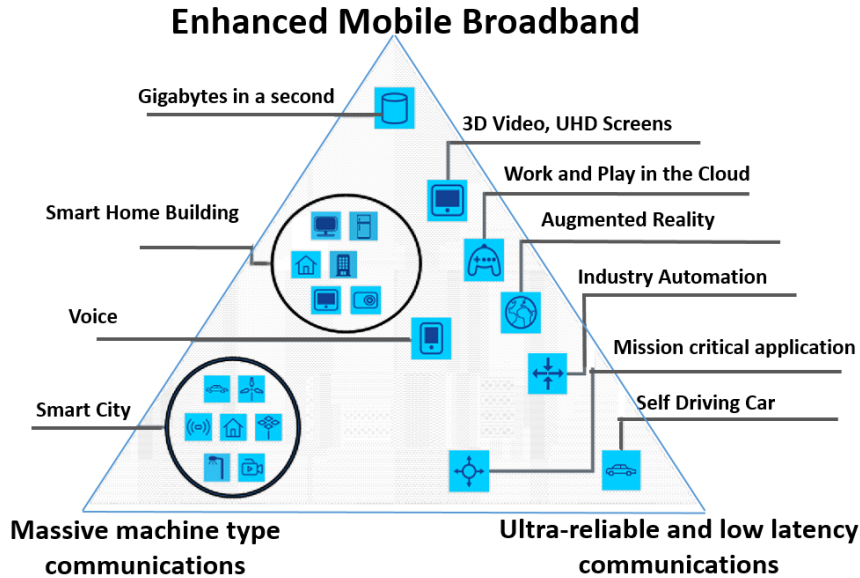 Enhanced Mobile Broadband
Gigabytes in a second
3D Video, UHD Screens
Work and Play in the Cloud
Smart Home Building
Augmented Reality
Industry Automation
Voice
Mission critical application
Smart City
Self Driving Car
Massive machine type
communications
Ultra-reliable and low latency
communications